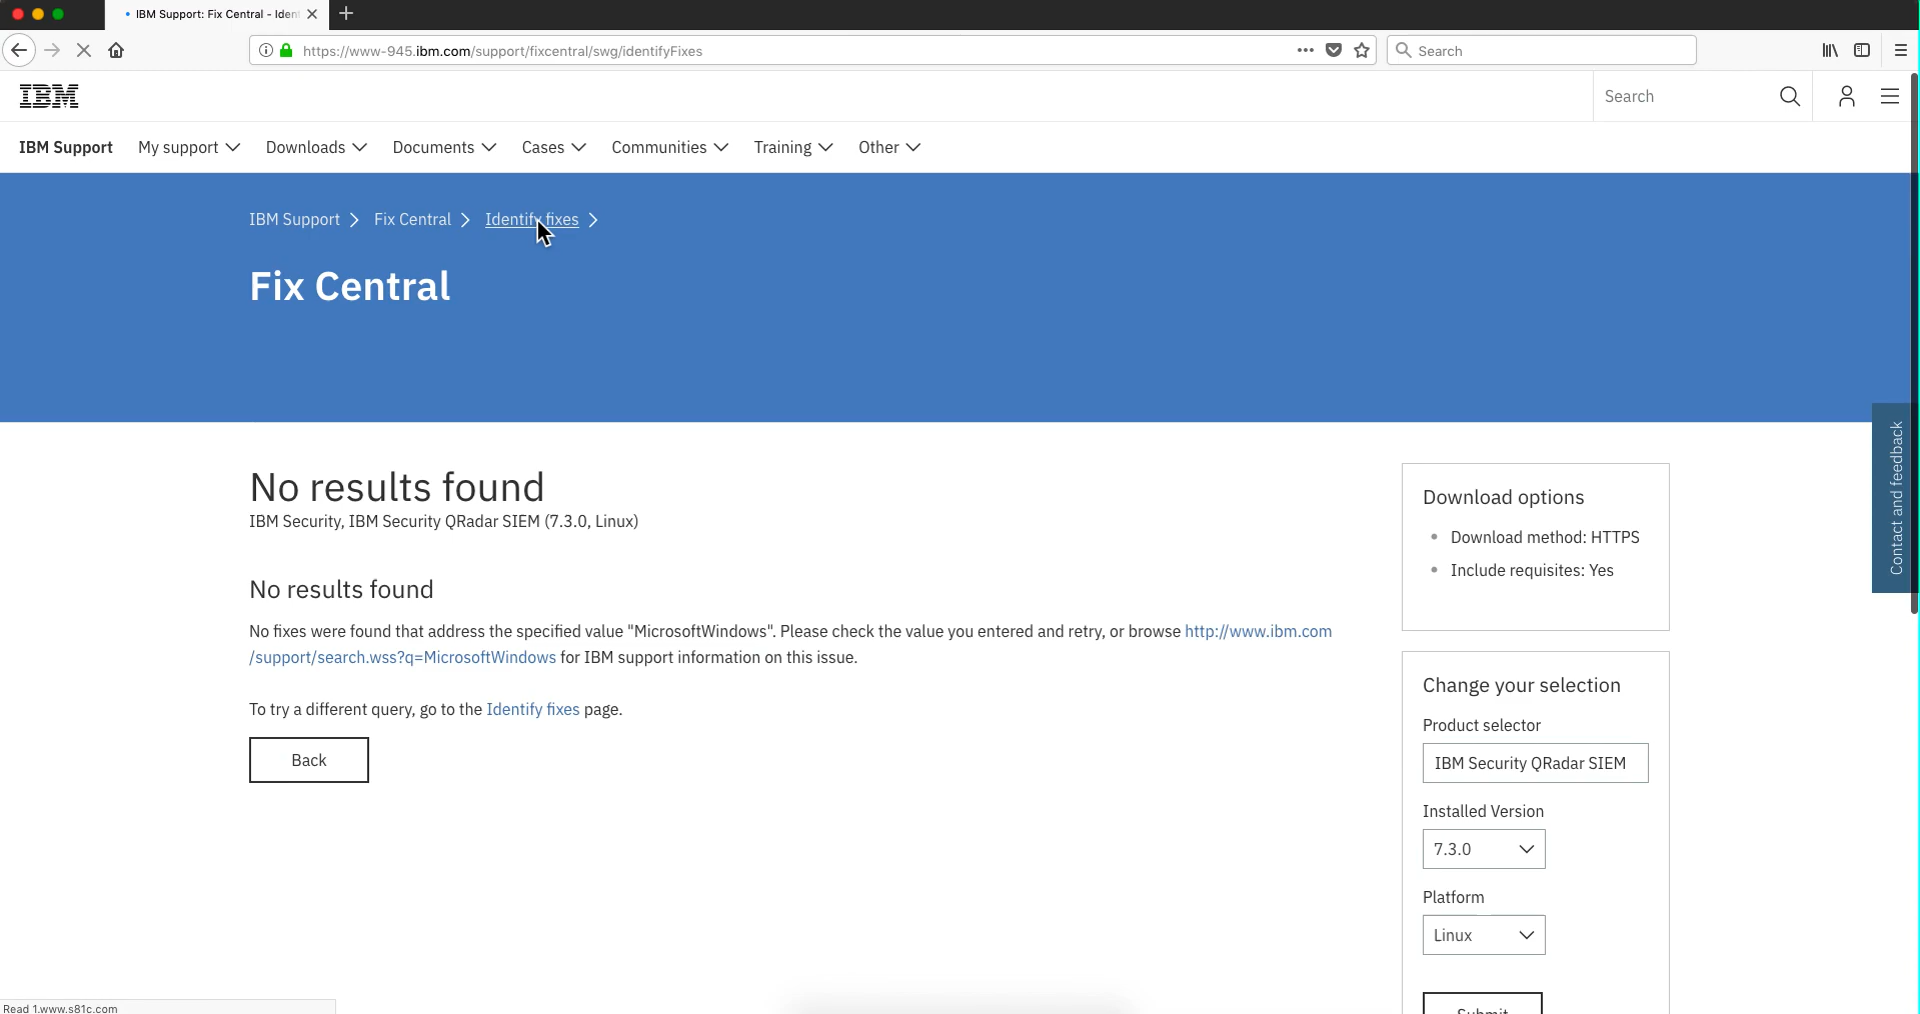 IBM Support: Fix Central - Iden
https://www-945.ibm.com/support/fixcentral/swg/identifyFixes
Search
IBM
Search
IBM Support My support Downloads Documents Cases Communities Training Other
IBM Support Fix Central Identify fixes
Fix Central
Contact and feedback
No results found
IBM Security, IBM Security QRadar SIEM (7.3.0, Linux)
No results found
No fixes were found that address the specified value "MicrosoftWindows". Please check the value you entered and retry, or browse http://www.ibm.com
/support/search.wss?q=MicrosoftWindows for IBM support information on this issue.
To try a different query, go to the Identify fixes page.
Back
Download options
• Download method: HTTPS
• Include requisites: Yes
Change your selection
Product selector
IBM Security QRadar SIEM
Installed Version
7.3.0
Platform
Linux
Submit
Read 1.www.s81c.com